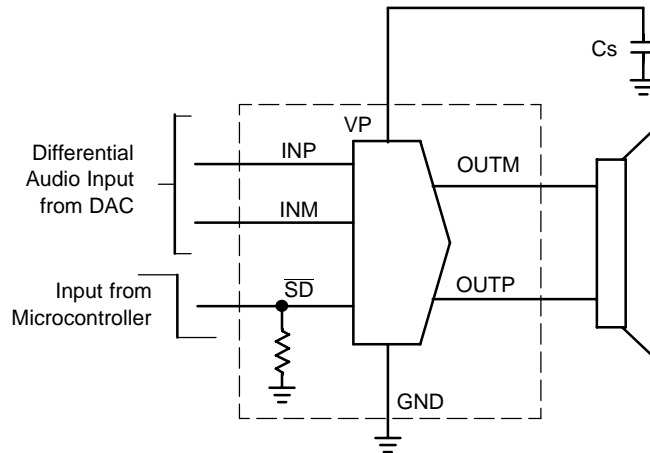 Cs
VP
Differential
Audio Input
from DAC
INP
OUTM
INM
Input from
Microcontroller
SD
OUTP
GND